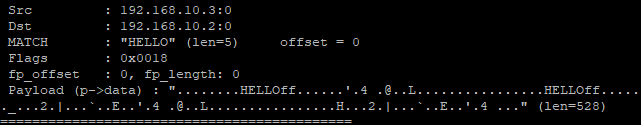 Src         : 192.168.10.3:0
Dst         : 192.168.10.2:0
MATCH       : "HELLO" (len=5)     offset = 0
Flags       : 0x0018
fp_offset   : 0, fp_length: 0
Payload (p->data) : "........HELLOff......'.4 .@..L................HELLOff.....
._...2.|...`..E..'.4 .@..L................H...2.|...`..E..'.4 ..." (len=528)
============================================